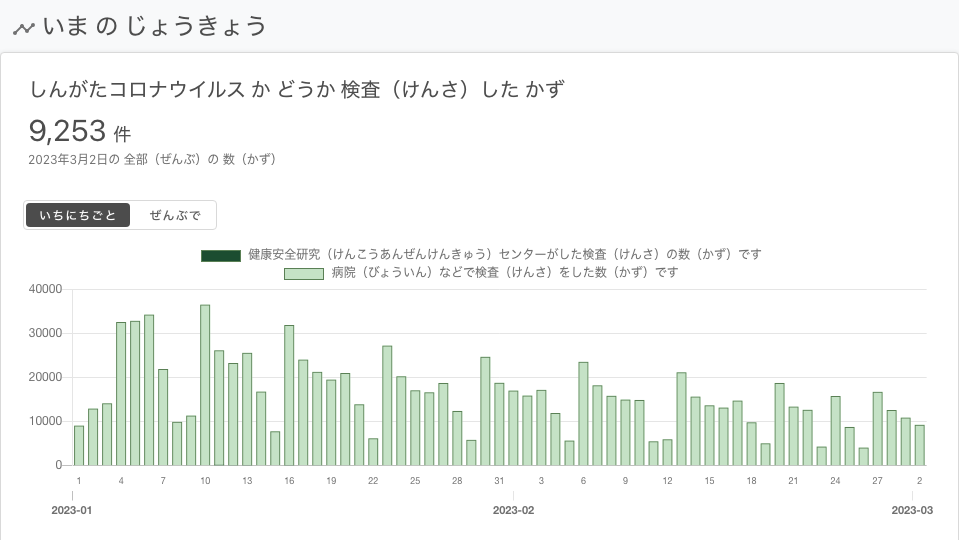 いま の じょうきょう
しんがたコロナウイルス か どうか 検査（けんさ）した かず
9,253 件
2023年3月2日の 全部（ぜんぶ）の 数（かず）
いちにちごと ぜんぶで
健康安全研究（けんこうあんぜんけんきゅう）センターがした検査（けんさ）の数（かず）です
病院（びょういん）などで検査（けんさ）をした数（かず）です
40000
30000
20000
10000
0
1 4 7 10 13 16 19 22 25 28 31 3 6 9 12 15 18 21 24 27 2
2023-01 2023-02 2023-03